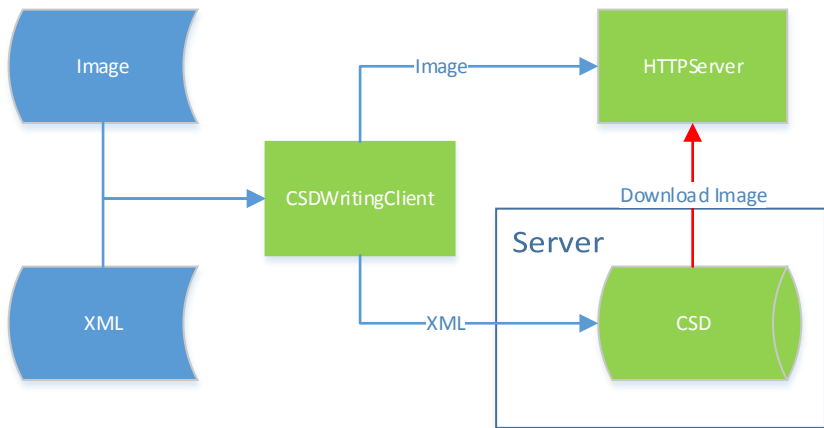 Image
Image
HTTPServer
CSDWritingClient
Download Image
Server
XML
XML
CSD